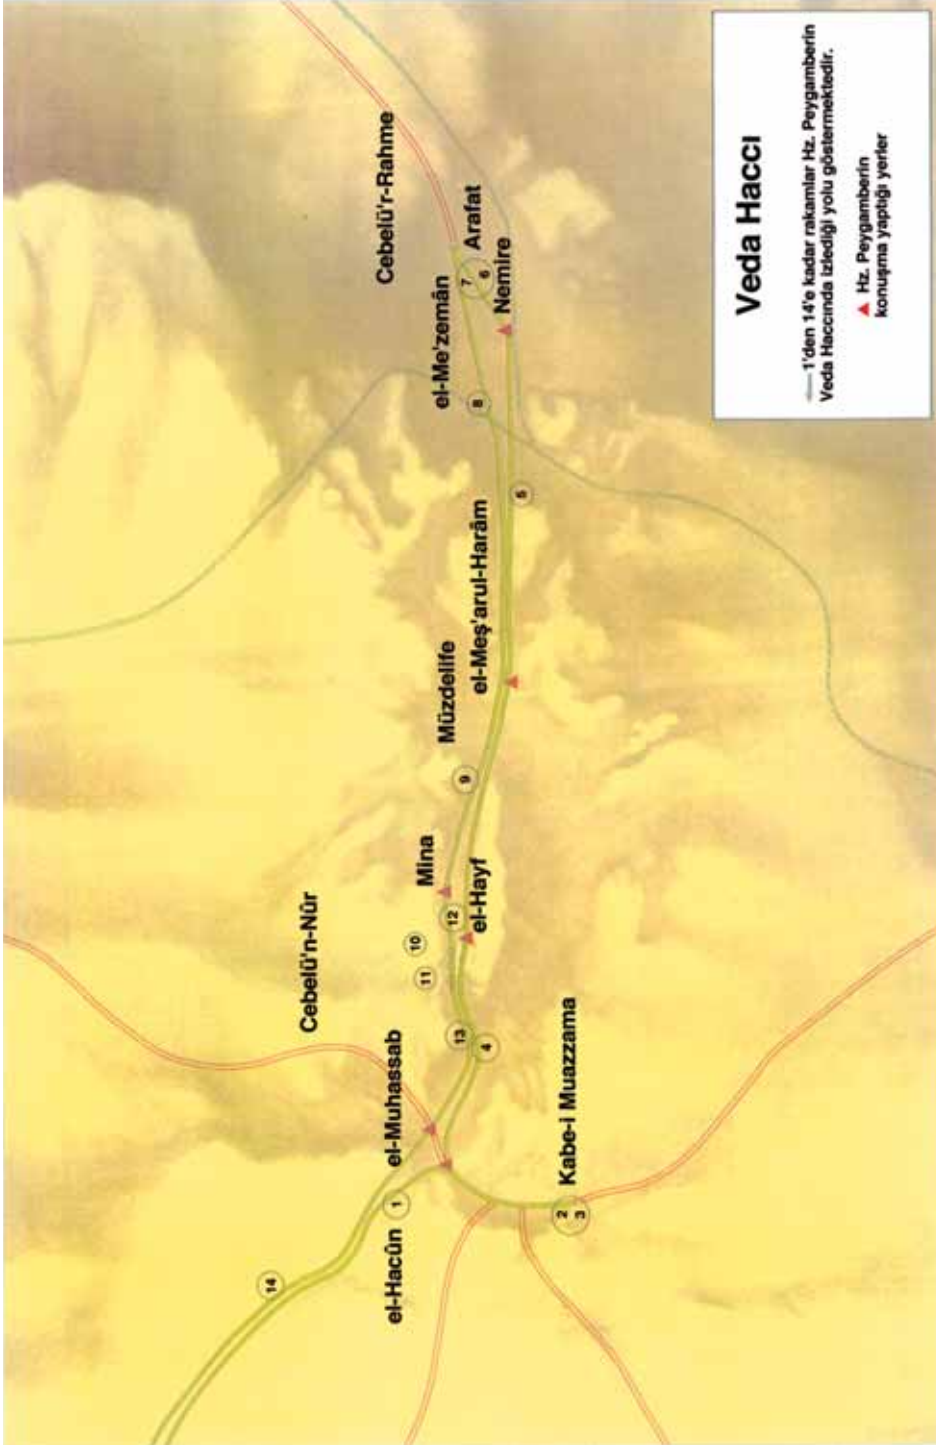 Veda Haccı
1'den 14'e kadar rakamlar Hz. Peygamberin
Veda Haccında izlediği yolu göstermektedir.
Hz. Peygamberin
konuşma yaptığı yerler
Cebelü'r-Rahme
el-Me'zemân
Arafat
7
6
Nemire
8
5
el-Meş'arul-Harâm
Müzdelife
9
Mina
12
el-Hayf
10
11
Cebelü'n-Nûr
13
4
el-Muhassab
Kabe-i Muazzama
1
2
3
el-Hacûn
14